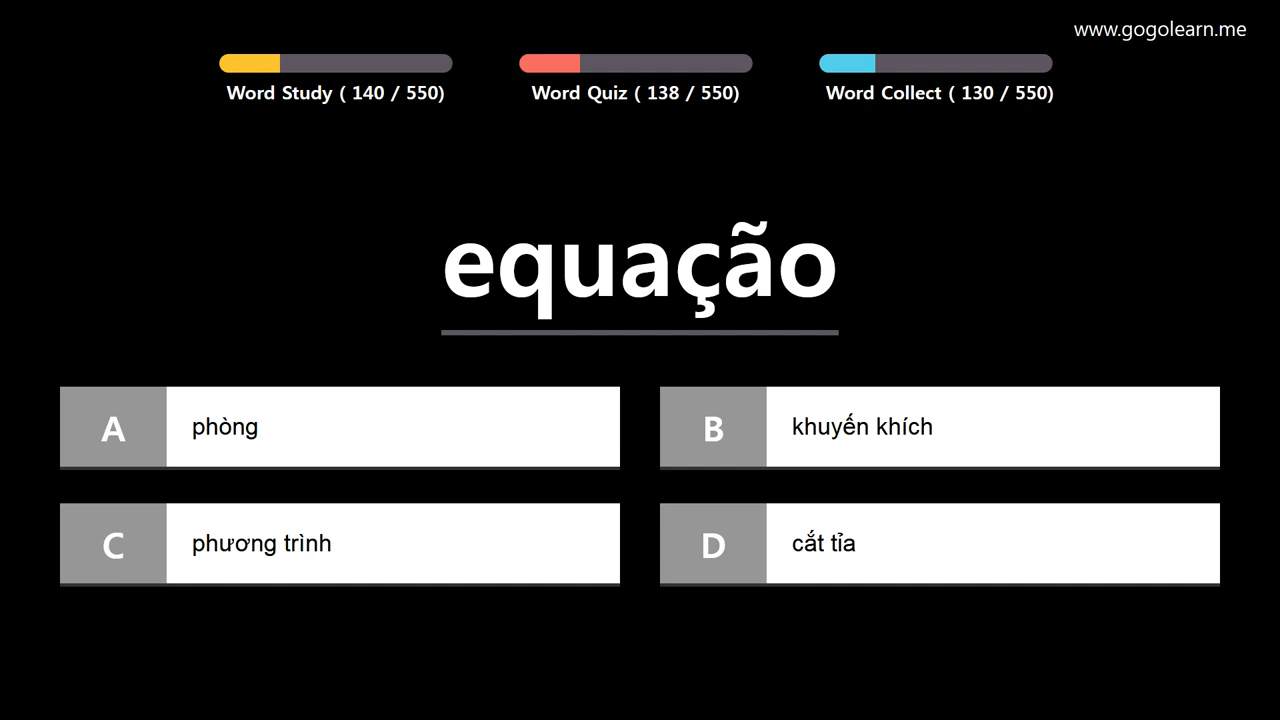 www.gogolearn.me
Word Study ( 140 / 550)
Word Quiz ( 138 / 550)
Word Collect ( 130 / 550)
equação
A
phòng
B
khuyến khích
C
phương trình
D
cắt tỉa